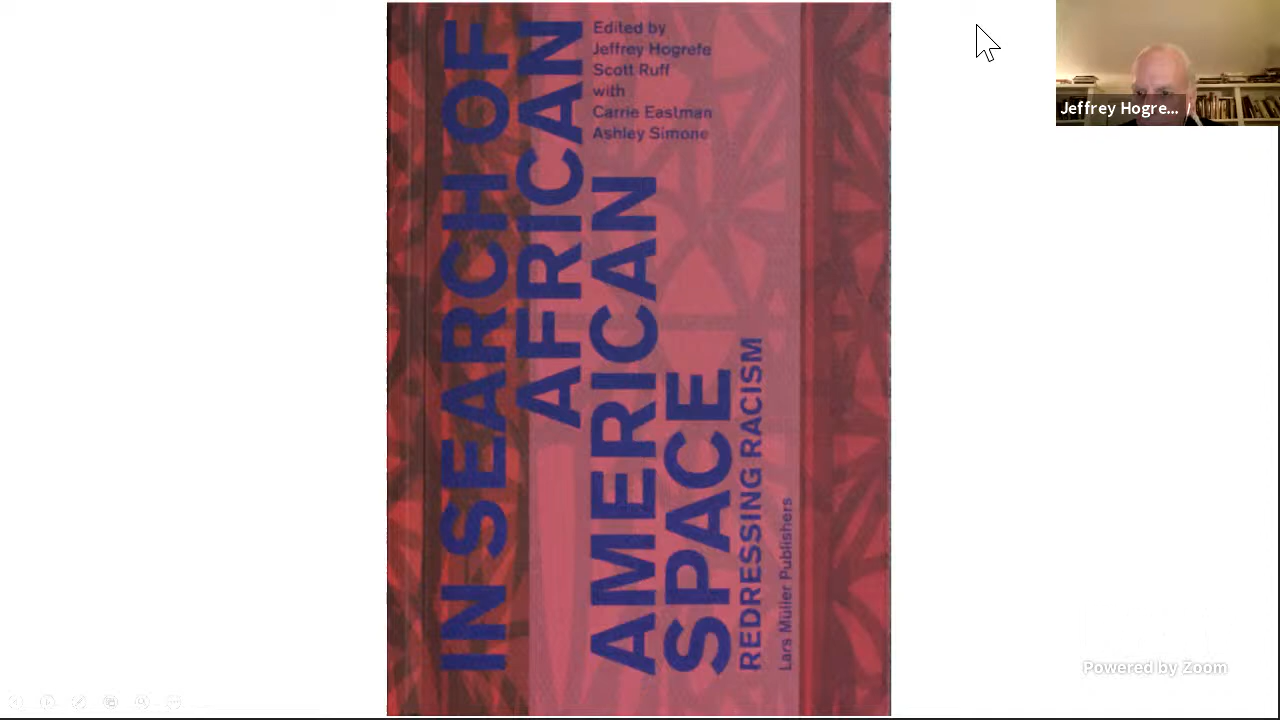 IN SEARCH OF
AFRICAN
AMERICAN
SPACE
REDRESSING RACISM
Lars Müller Publishers
Edited by
Jeffrey Hogrefe
Scott Ruff
with
Carrie Eastman
Ashley Simone
Jeffrey Hogre...
Powered by Zoom